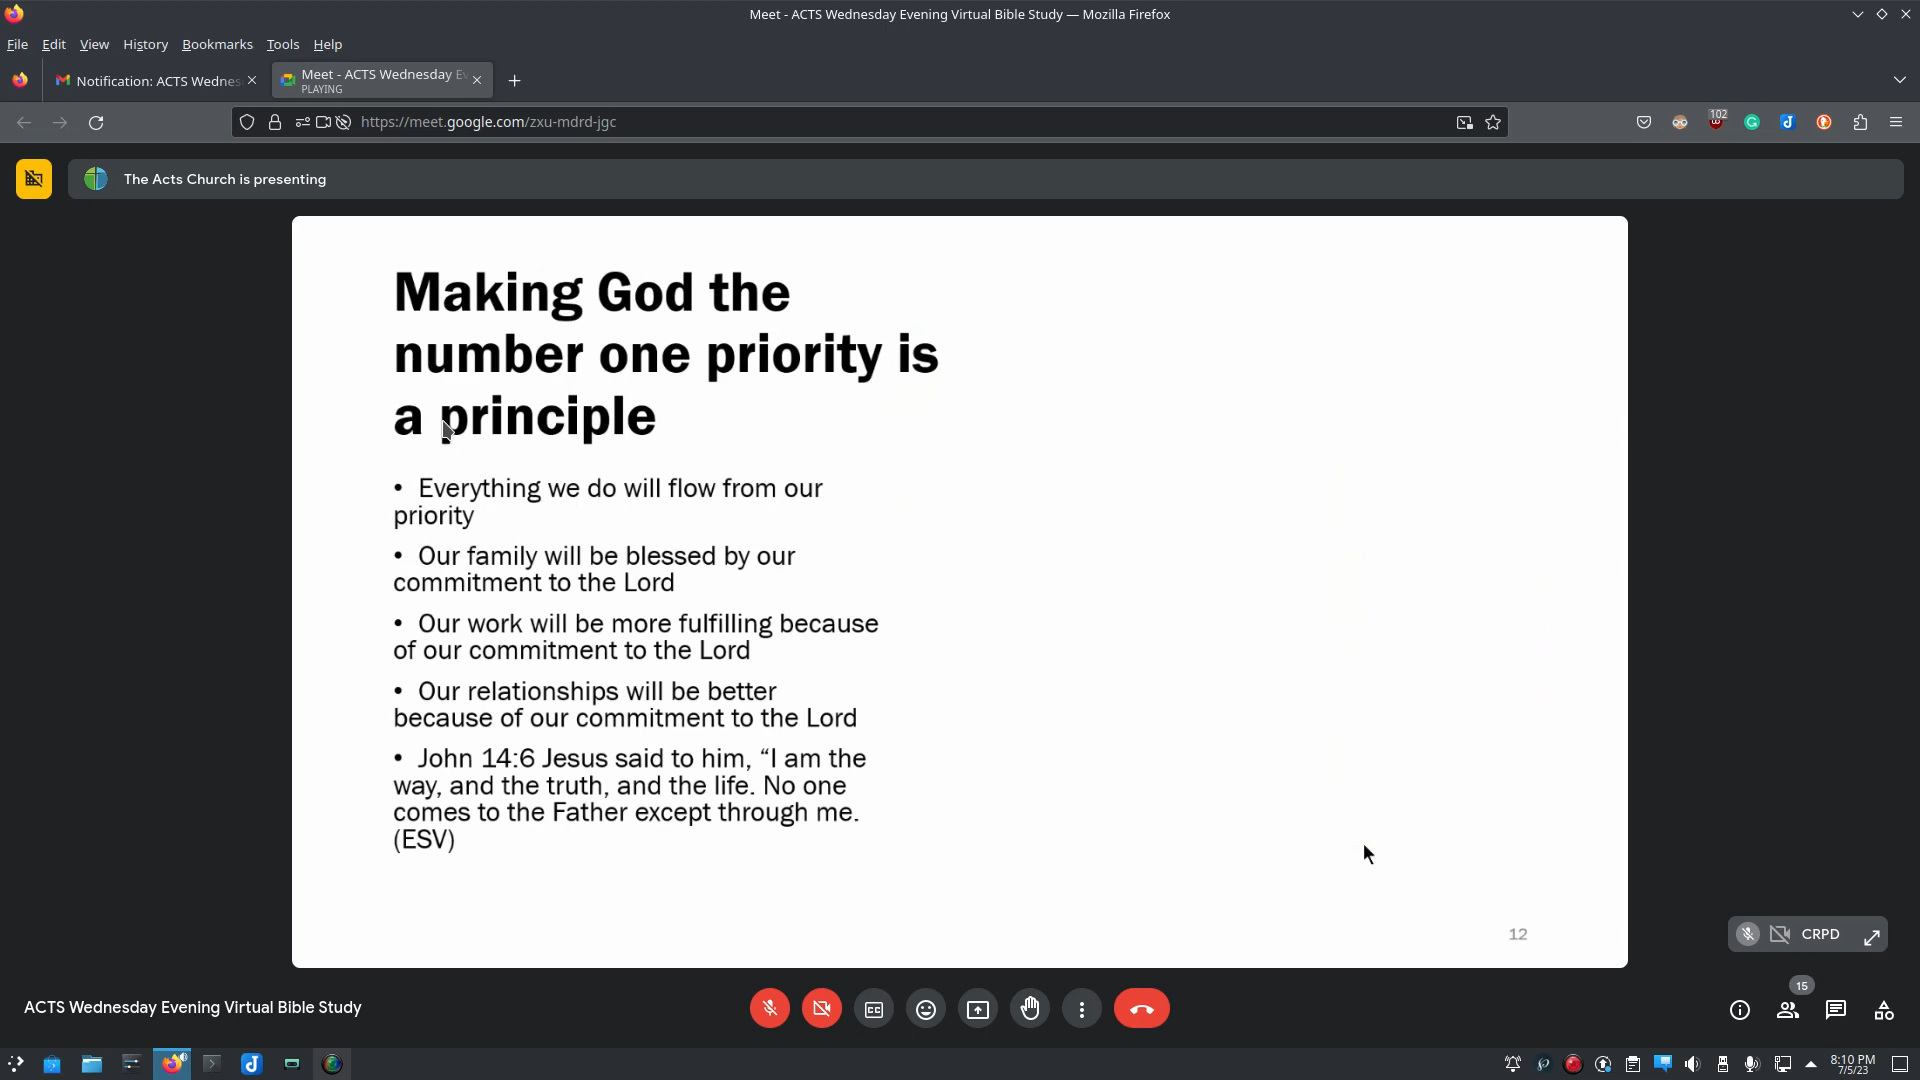 Meet - ACTS Wednesday Evening Virtual Bible Study — Mozilla Firefox
File Edit View History Bookmarks Tools Help
Notification: ACTS Wednes
Meet - ACTS Wednesday Ev
PLAYING
https://meet.google.com/zxu-mdrd-jgc
102
The Acts Church is presenting
Making God the
number one priority is
a principle
• Everything we do will flow from our
priority
• Our family will be blessed by our
commitment to the Lord
• Our work will be more fulfilling because
of our commitment to the Lord
• Our relationships will be better
because of our commitment to the Lord
• John 14:6 Jesus said to him, “I am the
way, and the truth, and the life. No one
comes to the Father except through me.
(ESV)
12
CRPD
ACTS Wednesday Evening Virtual Bible Study
15
8:10 PM
7/5/23